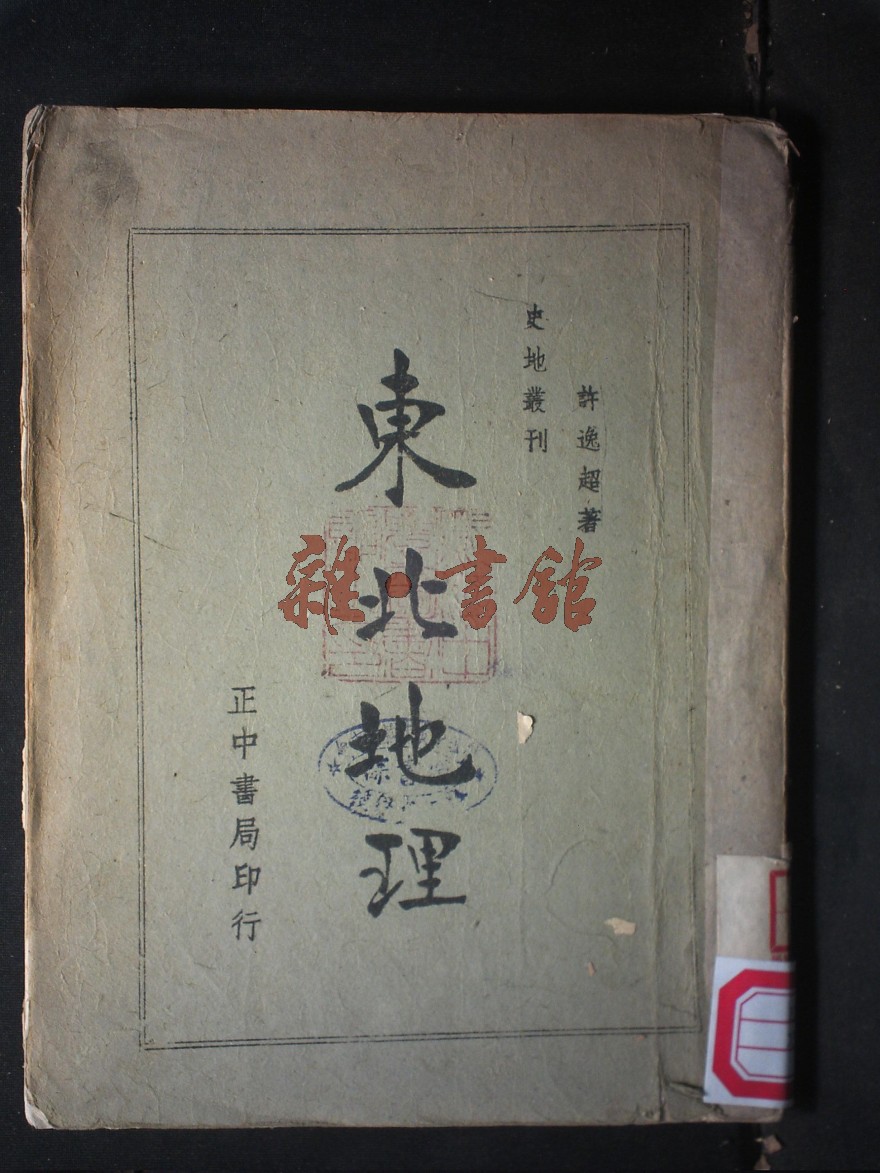 許逸超著
史地叢刊
東北地理
正中書局印行
雜·書館